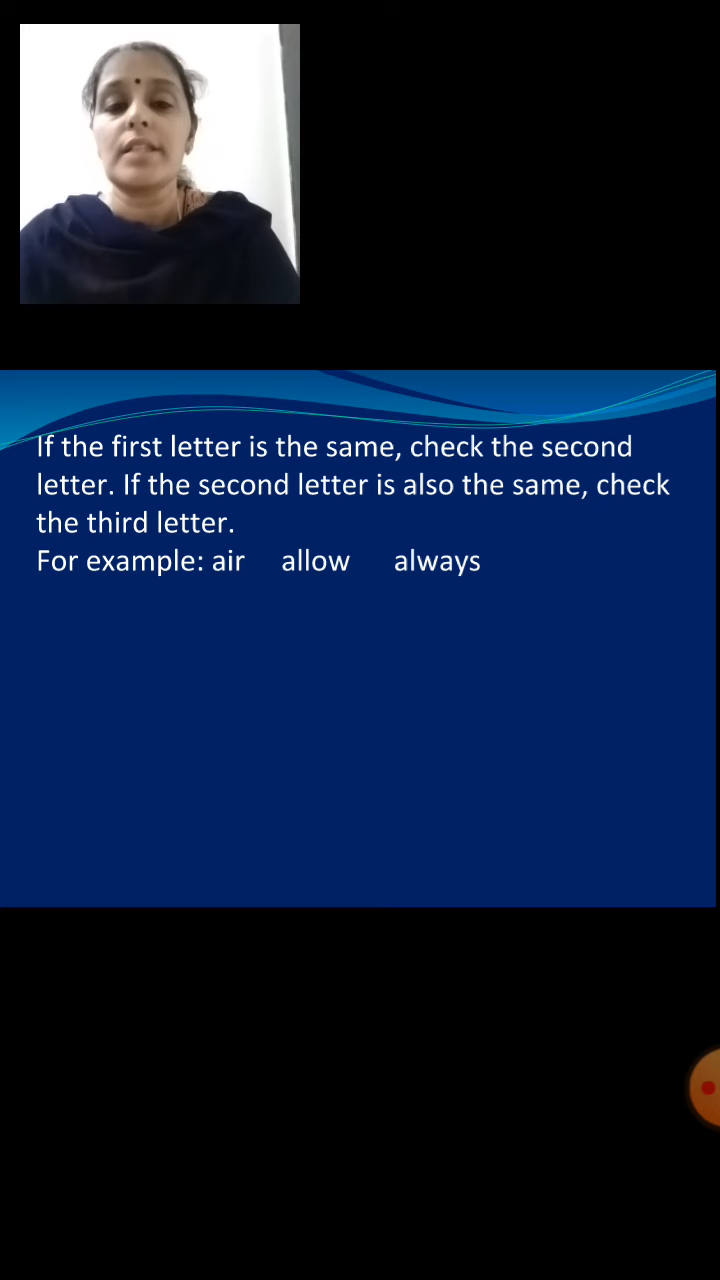 If the first letter is the same, check the second
letter. If the second letter is also the same, check
the third letter.
For example: air allow always